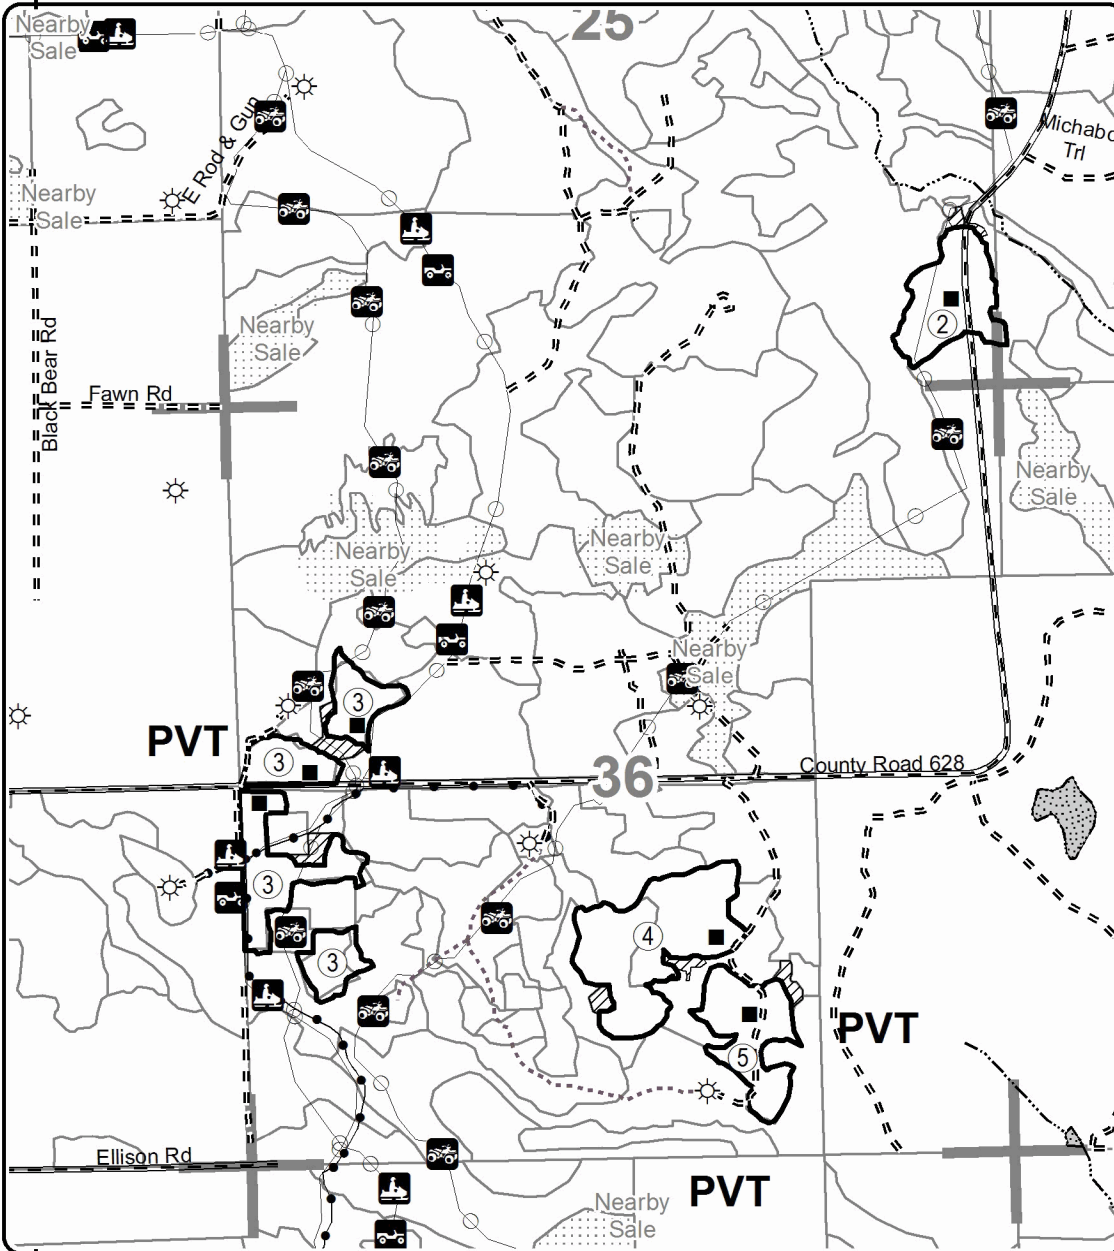 Nearby
Sale
25
E Rod & Gun
Michabo
Trl
Nearby
Sale
Nearby
Sale
2
Black Bear Rd
Fawn Rd
Nearby
Sale
Nearby
Sale
Nearby
Sale
Nearby
Sale
3
PVT
3
36
County Road 628
3
4
3
PVT
5
Ellison Rd
PVT
Nearby
Sale